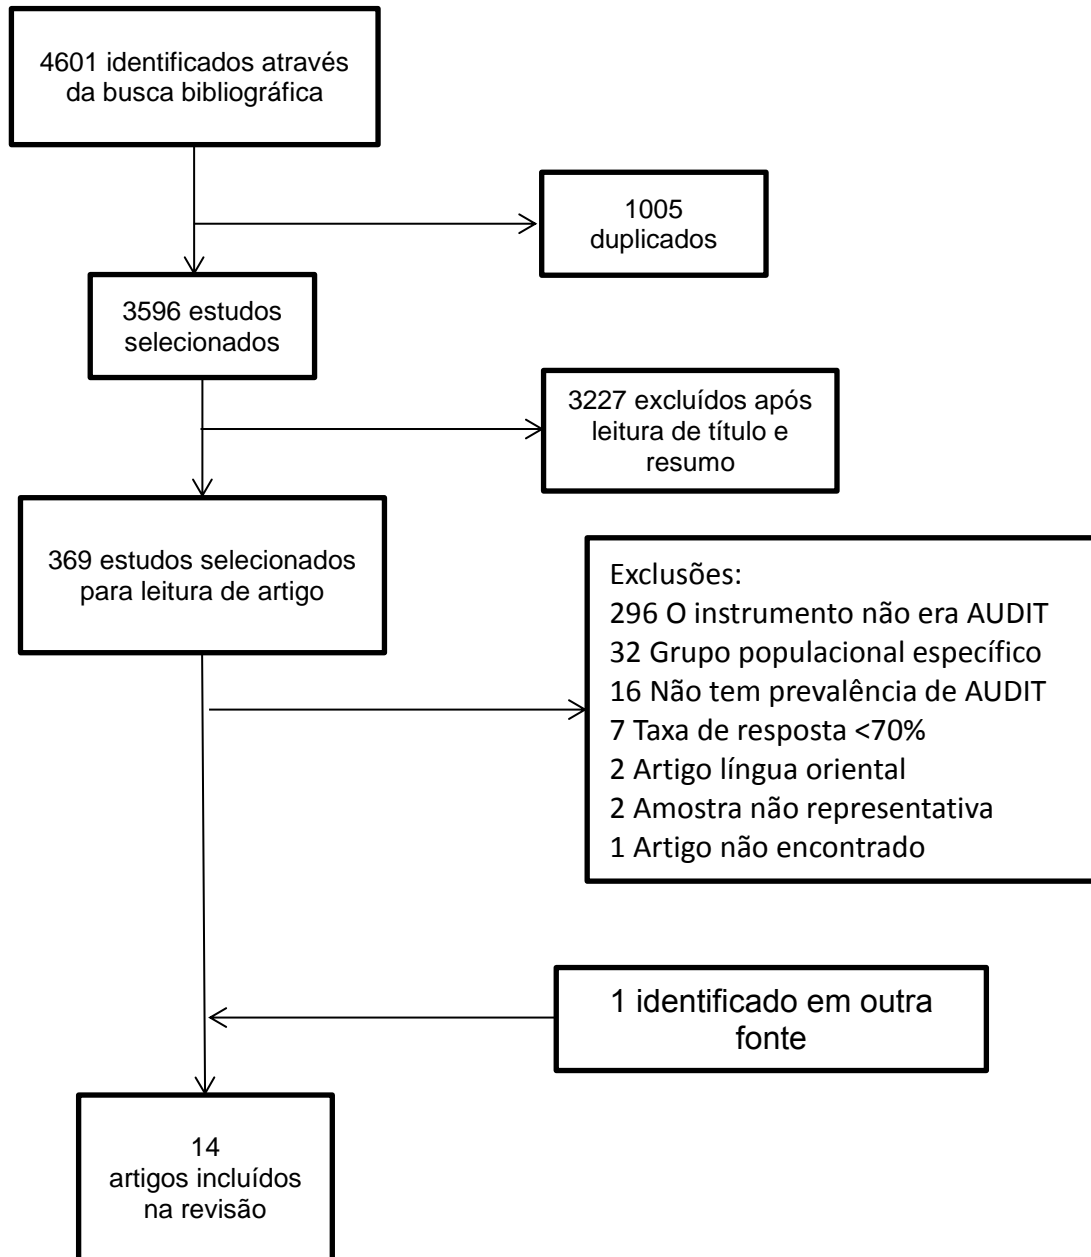 4601 identificados através
da busca bibliográfica
1005
duplicados
3596 estudos
selecionados
3227 excluídos após
leitura de título e
resumo
369 estudos selecionados
para leitura de artigo
Exclusões:
296 O instrumento não era AUDIT
32 Grupo populacional específico
16 Não tem prevalência de AUDIT
7 Taxa de resposta <70%
2 Artigo língua oriental
2 Amostra não representativa
1 Artigo não encontrado
1 identificado em outra
fonte
14
artigos incluídos
na revisão